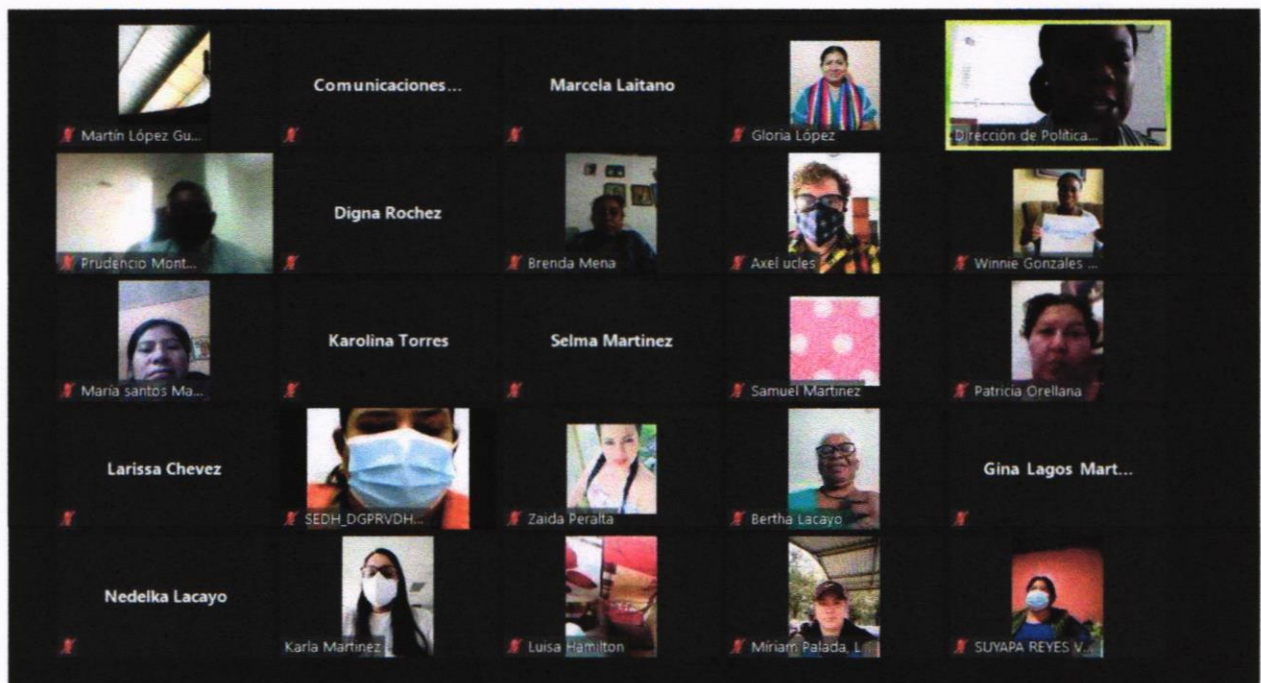 Martín López Gu...
Comunicaciones...
Marcela Laitano
Gloria López
Dirección de Política...
Prudencio Mont...
Digna Rochez
Brenda Mena
Axel ucles
Winnie Gonzales ...
María santos Ma...
Karolina Torres
Selma Martinez
Samuel Martinez
Patricia Orellana
Larissa Chevez
SEDH_DGPRVDH...
Zaida Peralta
Bertha Lacayo
Gina Lagos Mart...
Nedelka Lacayo
Karla Martinez
Luisa Hamilton
Miriam Palada, L...
SUYAPA REYES V...